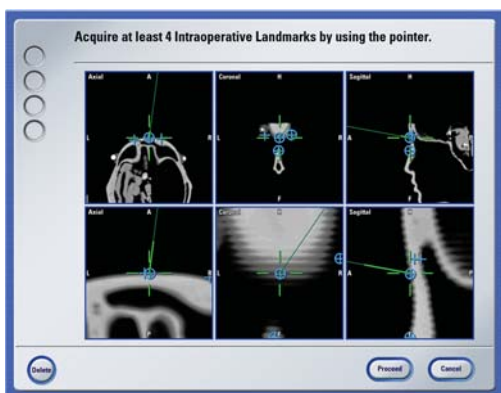 Acquire at least 4 Intraoperative Landmarks by using the pointer.
Axial A
Coronal H
Sagittal H
L R
L R
A P
P
F
F
Axial A
Coronal
Sagittal H
L R
L R
A P
P
F
F
Delete
Proceed
Cancel